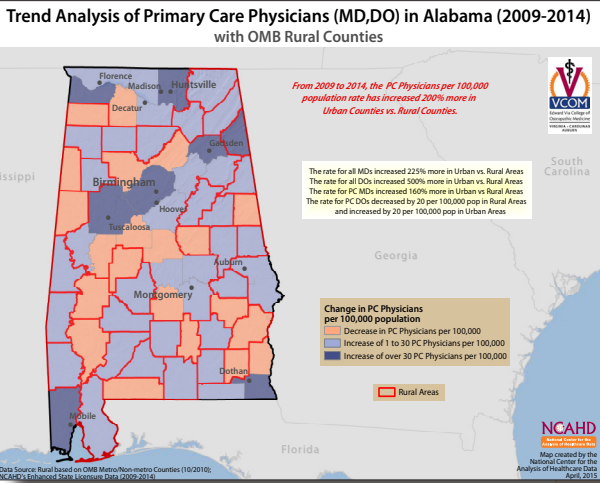 Trend Analysis of Primary Care Physicians (MD,DO) in Alabama (2009-2014)
with OMB Rural Counties
From 2009 to 2014, the PC Physicians per 100,000
population rate has increased 200% more in
Urban Counties vs. Rural Counties.
VCOM
Edward Via College of
Osteopathic Medicine
VIRGINIA • CAROLINAS
AUBURN
The rate for all MDs increased 225% more in Urban vs. Rural Areas
The rate for all DOs increased 500% more in Urban vs. Rural Areas
The rate for PC MDs increased 160% more in Urban vs Rural Areas
The rate for PC DOs decreased by 20 per 100,000 pop in Rural Areas
and increased by 20 per 100,000 pop in Urban Areas
Florence
Madison
Huntsville
Decatur
Gadsden
Birmingham
Hoover
Tuscaloosa
Auburn
Montgomery
Dothan
Mobile
ssissippi
South
Carolina
Georgia
Florida
Change in PC Physicians
per 100,000 population
Decrease in PC Physicians per 100,000
Increase of 1 to 30 PC Physicians per 100,000
Increase of over 30 PC Physicians per 100,000
Rural Areas
NCAHD
National Center for the
Analysis of Healthcare Data
Map created by the
National Center for the
Analysis of Healthcare Data
April, 2015
Data Source: Rural based on OMB Metro/Non-metro Counties (10/2010);
NCAHD's Enhanced State Licensure Data (2009-2014)